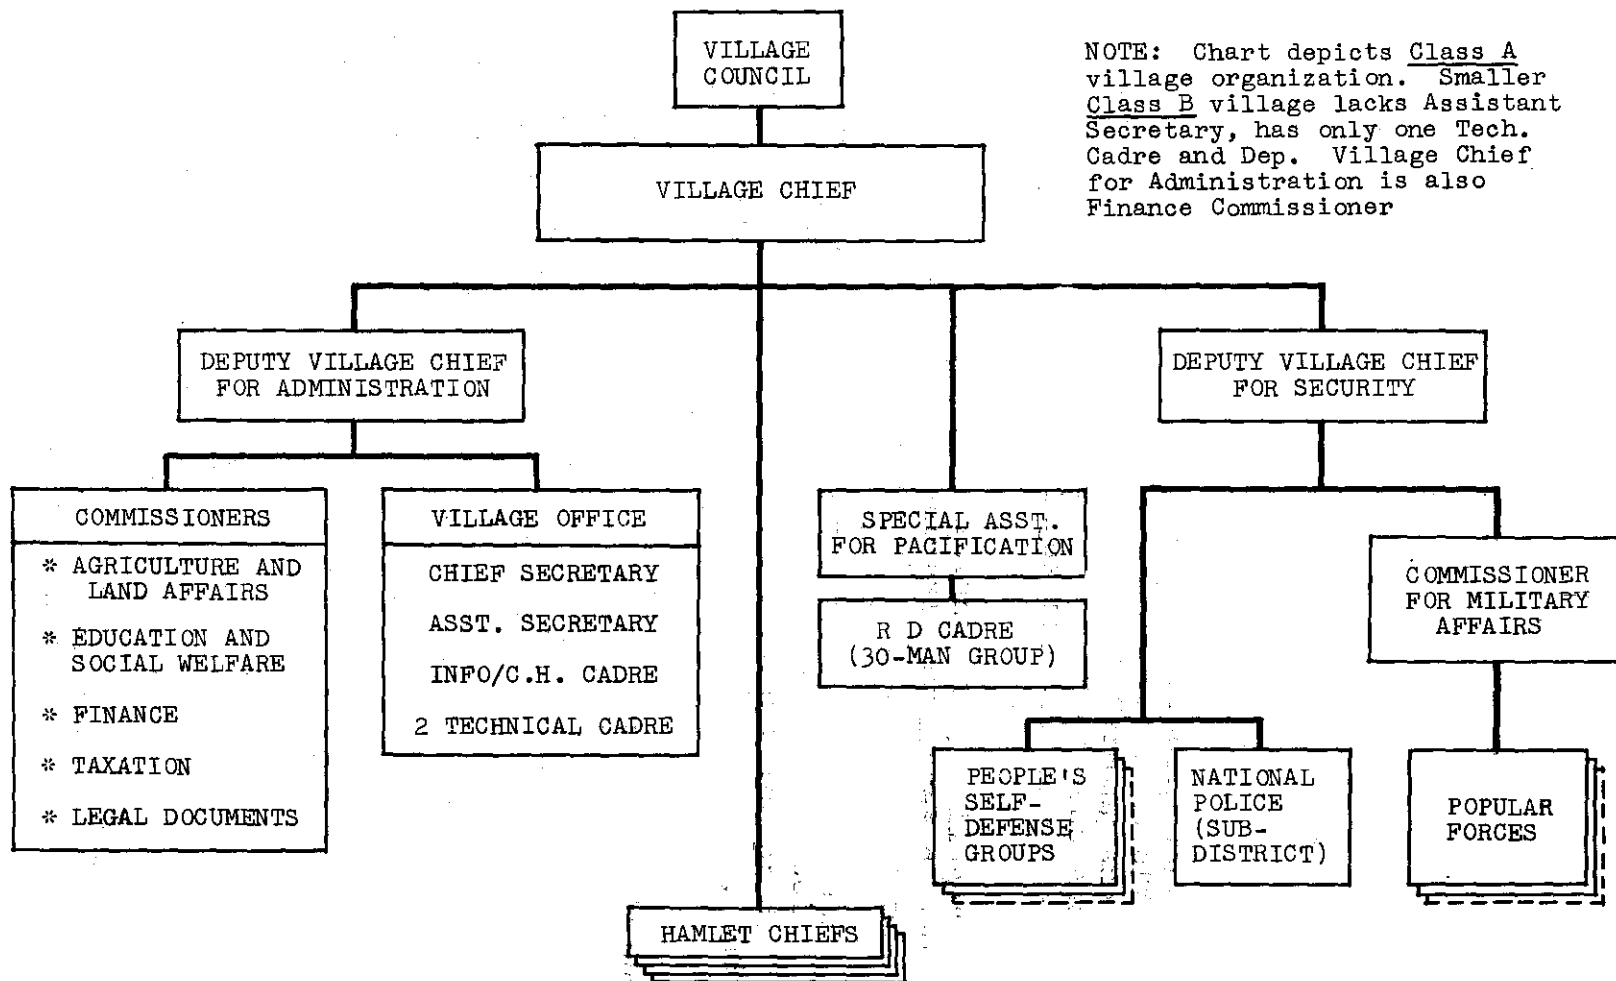 VILLAGE
COUNCIL
NOTE: Chart depicts Class A
village organization. Smaller
Class B village lacks Assistant
Secretary, has only one Tech.
Cadre and Dep. Village Chief
for Administration is also
Finance Commissioner
VILLAGE CHIEF
DEPUTY VILLAGE CHIEF
FOR ADMINISTRATION
DEPUTY VILLAGE CHIEF
FOR SECURITY
COMMISSIONERS
* AGRICULTURE AND
LAND AFFAIRS
* EDUCATION AND
SOCIAL WELFARE
* FINANCE
* TAXATION
* LEGAL DOCUMENTS
VILLAGE OFFICE
CHIEF SECRETARY
ASST. SECRETARY
INFO/C.H. CADRE
2 TECHNICAL CADRE
SPECIAL ASST.
FOR PACIFICATION
R D CADRE
(30-MAN GROUP)
COMMISSIONER
FOR MILITARY
AFFAIRS
PEOPLE'S
SELF-
DEFENSE
GROUPS
NATIONAL
POLICE
(SUB-
DISTRICT)
POPULAR
FORCES
HAMLET CHIEFS